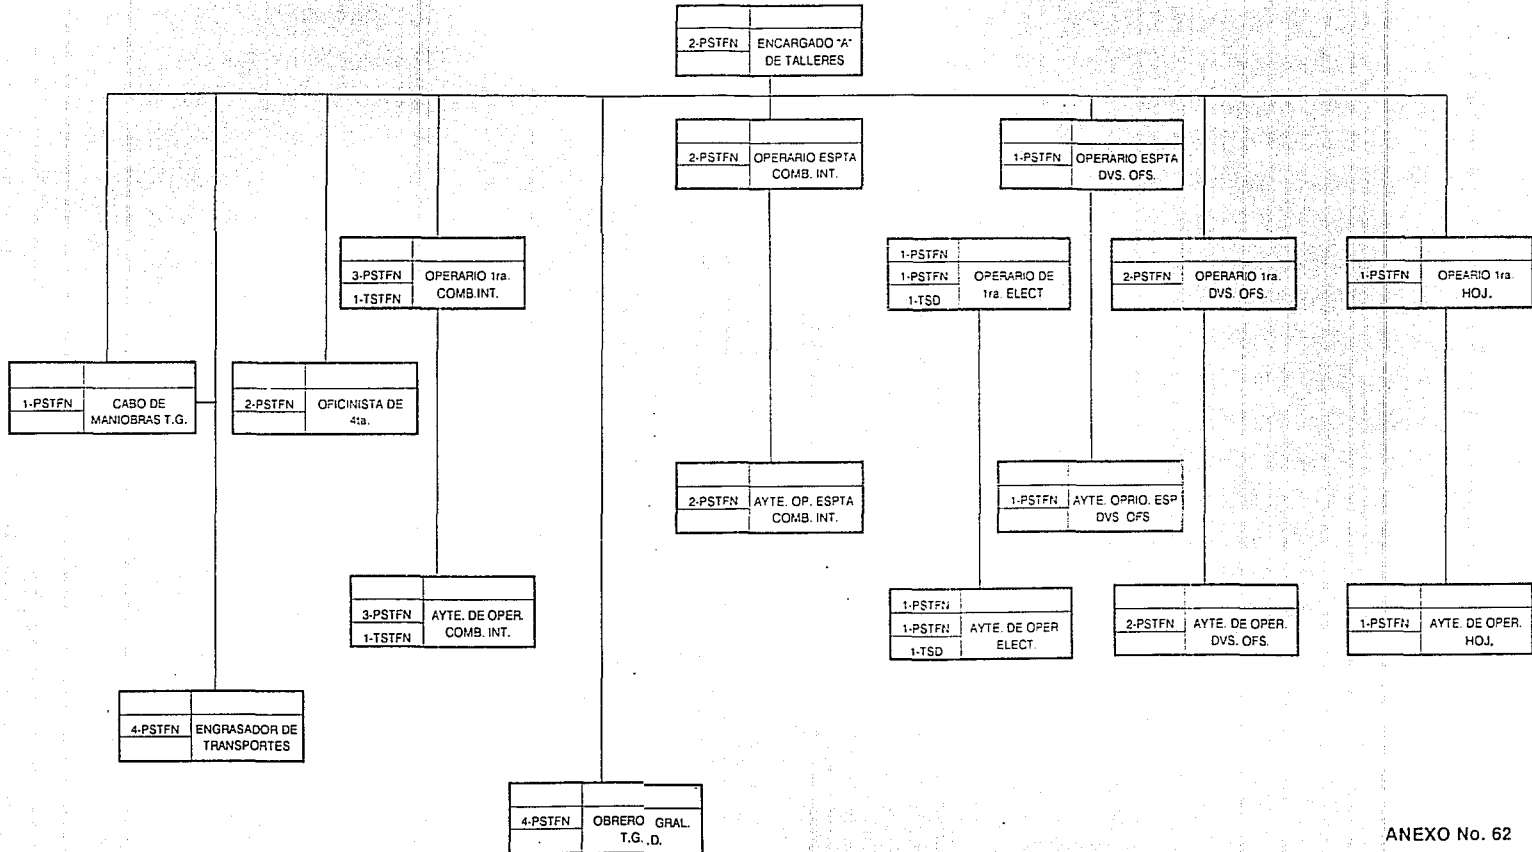 2-PSTFN ENCARGADO "A"
DE TALLERES
2-PSTFN OPERARIO ESPTA
COMB. INT.
1-PSTFN OPERARIO ESPTA
DVS. OFS.
3-PSTFN OPERARIO 1ra.
1-TSTFN COMB.INT.
1-PSTFN
1-PSTFN OPERARIO DE
1-TSD 1ra. ELECT
2-PSTFN OPERARIO 1ra.
DVS. OFS.
1-PSTFN OPEARIO 1ra.
HOJ.
1-PSTFN CABO DE
MANIOBRAS T.G.
2-PSTFN OFICINISTA DE
4ta.
2-PSTFN AYTE. OP. ESPTA
COMB. INT.
1-PSTFN AYTE. OPRIO. ESP
DVS OFS
3-PSTFN AYTE. DE OPER.
1-TSTFN COMB. INT.
1-PSTFN
1-PSTFN AYTE. DE OPER
1-TSD ELECT.
2-PSTFN AYTE. DE OPER.
DVS. OFS.
1-PSTFN AYTE. DE OPER.
HOJ.
4-PSTFN ENGRASADOR DE
TRANSPORTES
4-PSTFN OBRERO GRAL.
T.G. .D.
ANEXO No. 62